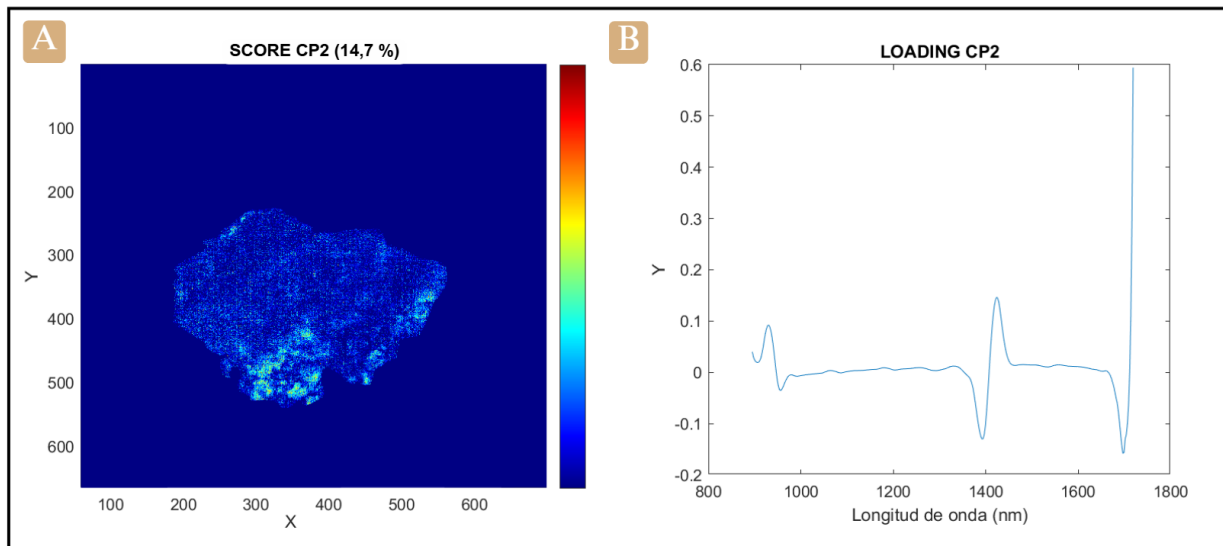 A
SCORE CP2 (14,7 %)
100
200
300
400
500
600
Y
100 200 300 400 500 600
X
B
LOADING CP2
0.6
0.5
0.4
0.3
0.2
0.1
0
-0.1
-0.2
Y
800 1000 1200 1400 1600 1800
Longitud de onda (nm)